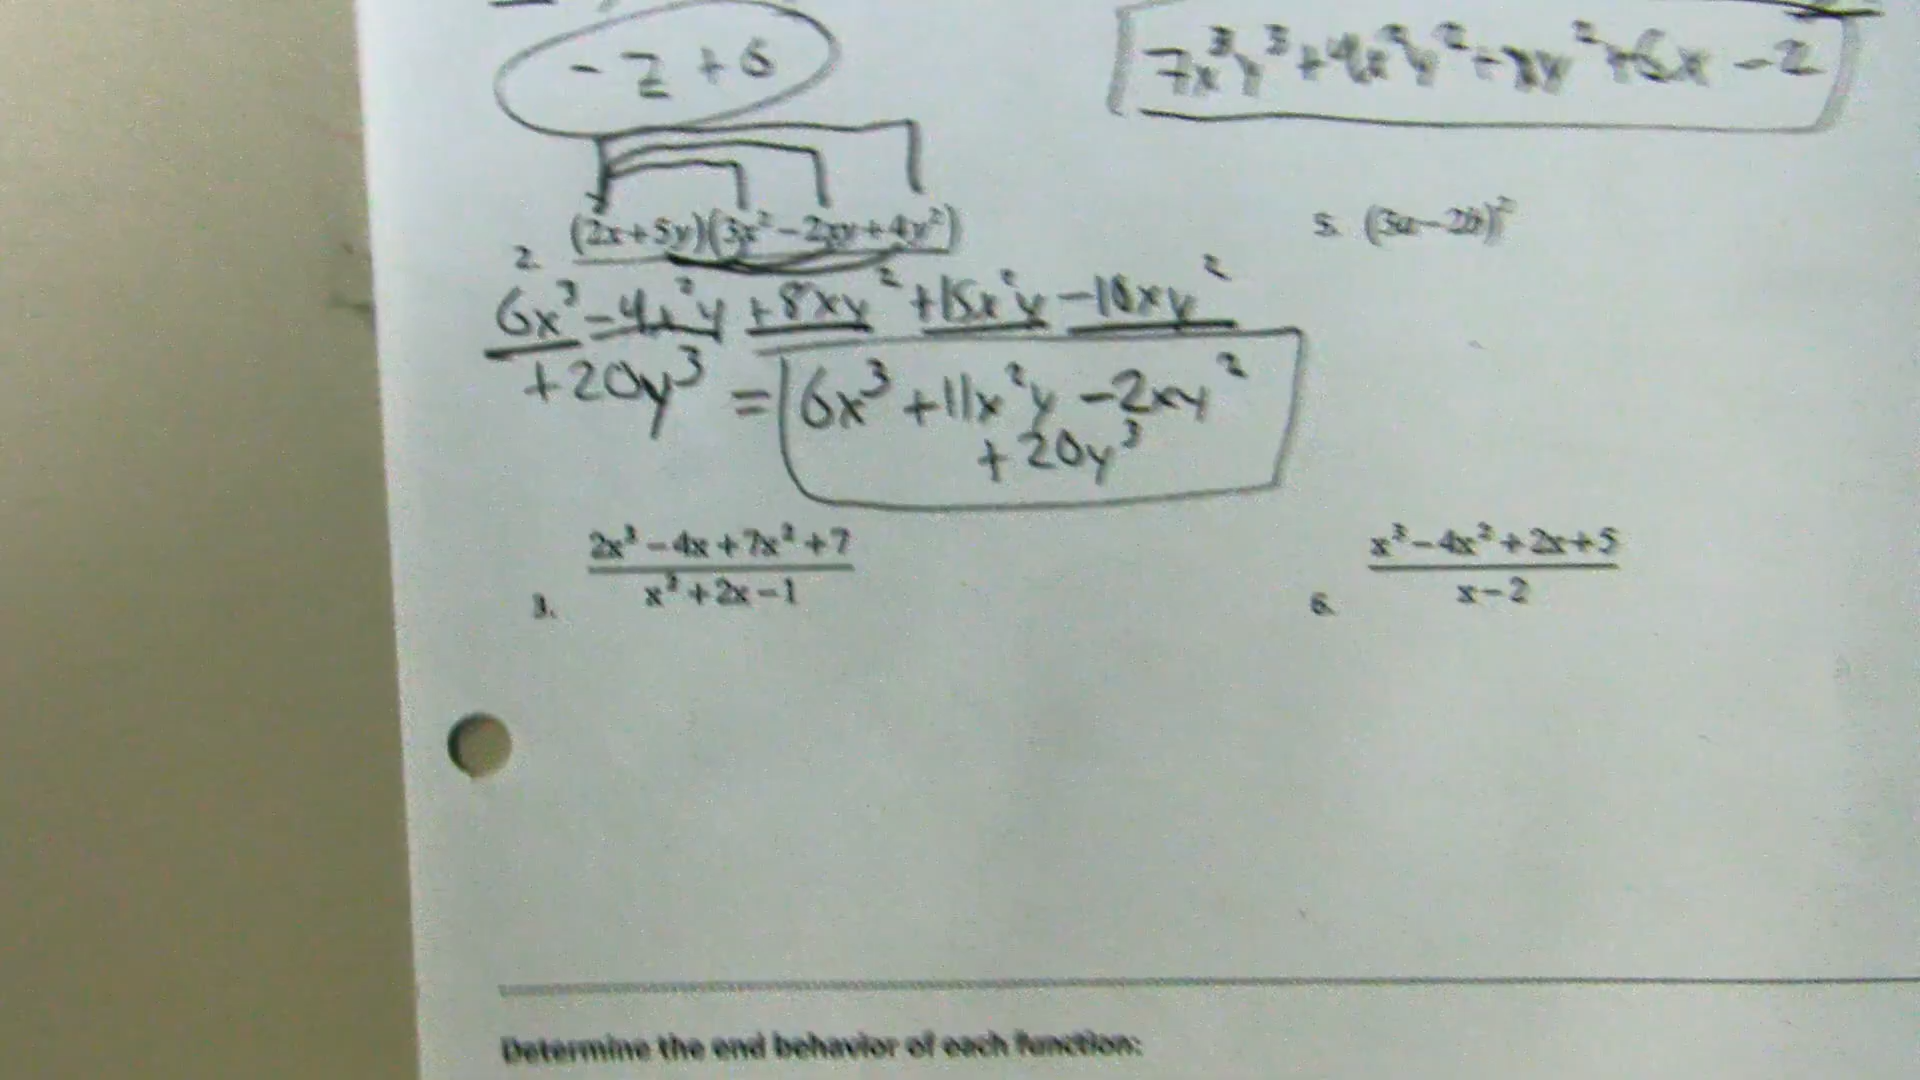 - z + 6
7x³y³ + 4x²y² - xy² + 6x - 2
2. (2x+5y)(3x²-2xy+4y²)
6x³ - 4x²y + 8xy² + 15x²y - 10xy²
+ 20y³ = 6x³ + 11x²y - 2xy²
+ 20y³
5. (3a-2b)²
3. 2x³-4x+7x²+7
x²+2x-1
6. x³-4x²+2x+5
x-2
Determine the end behavior of each function: